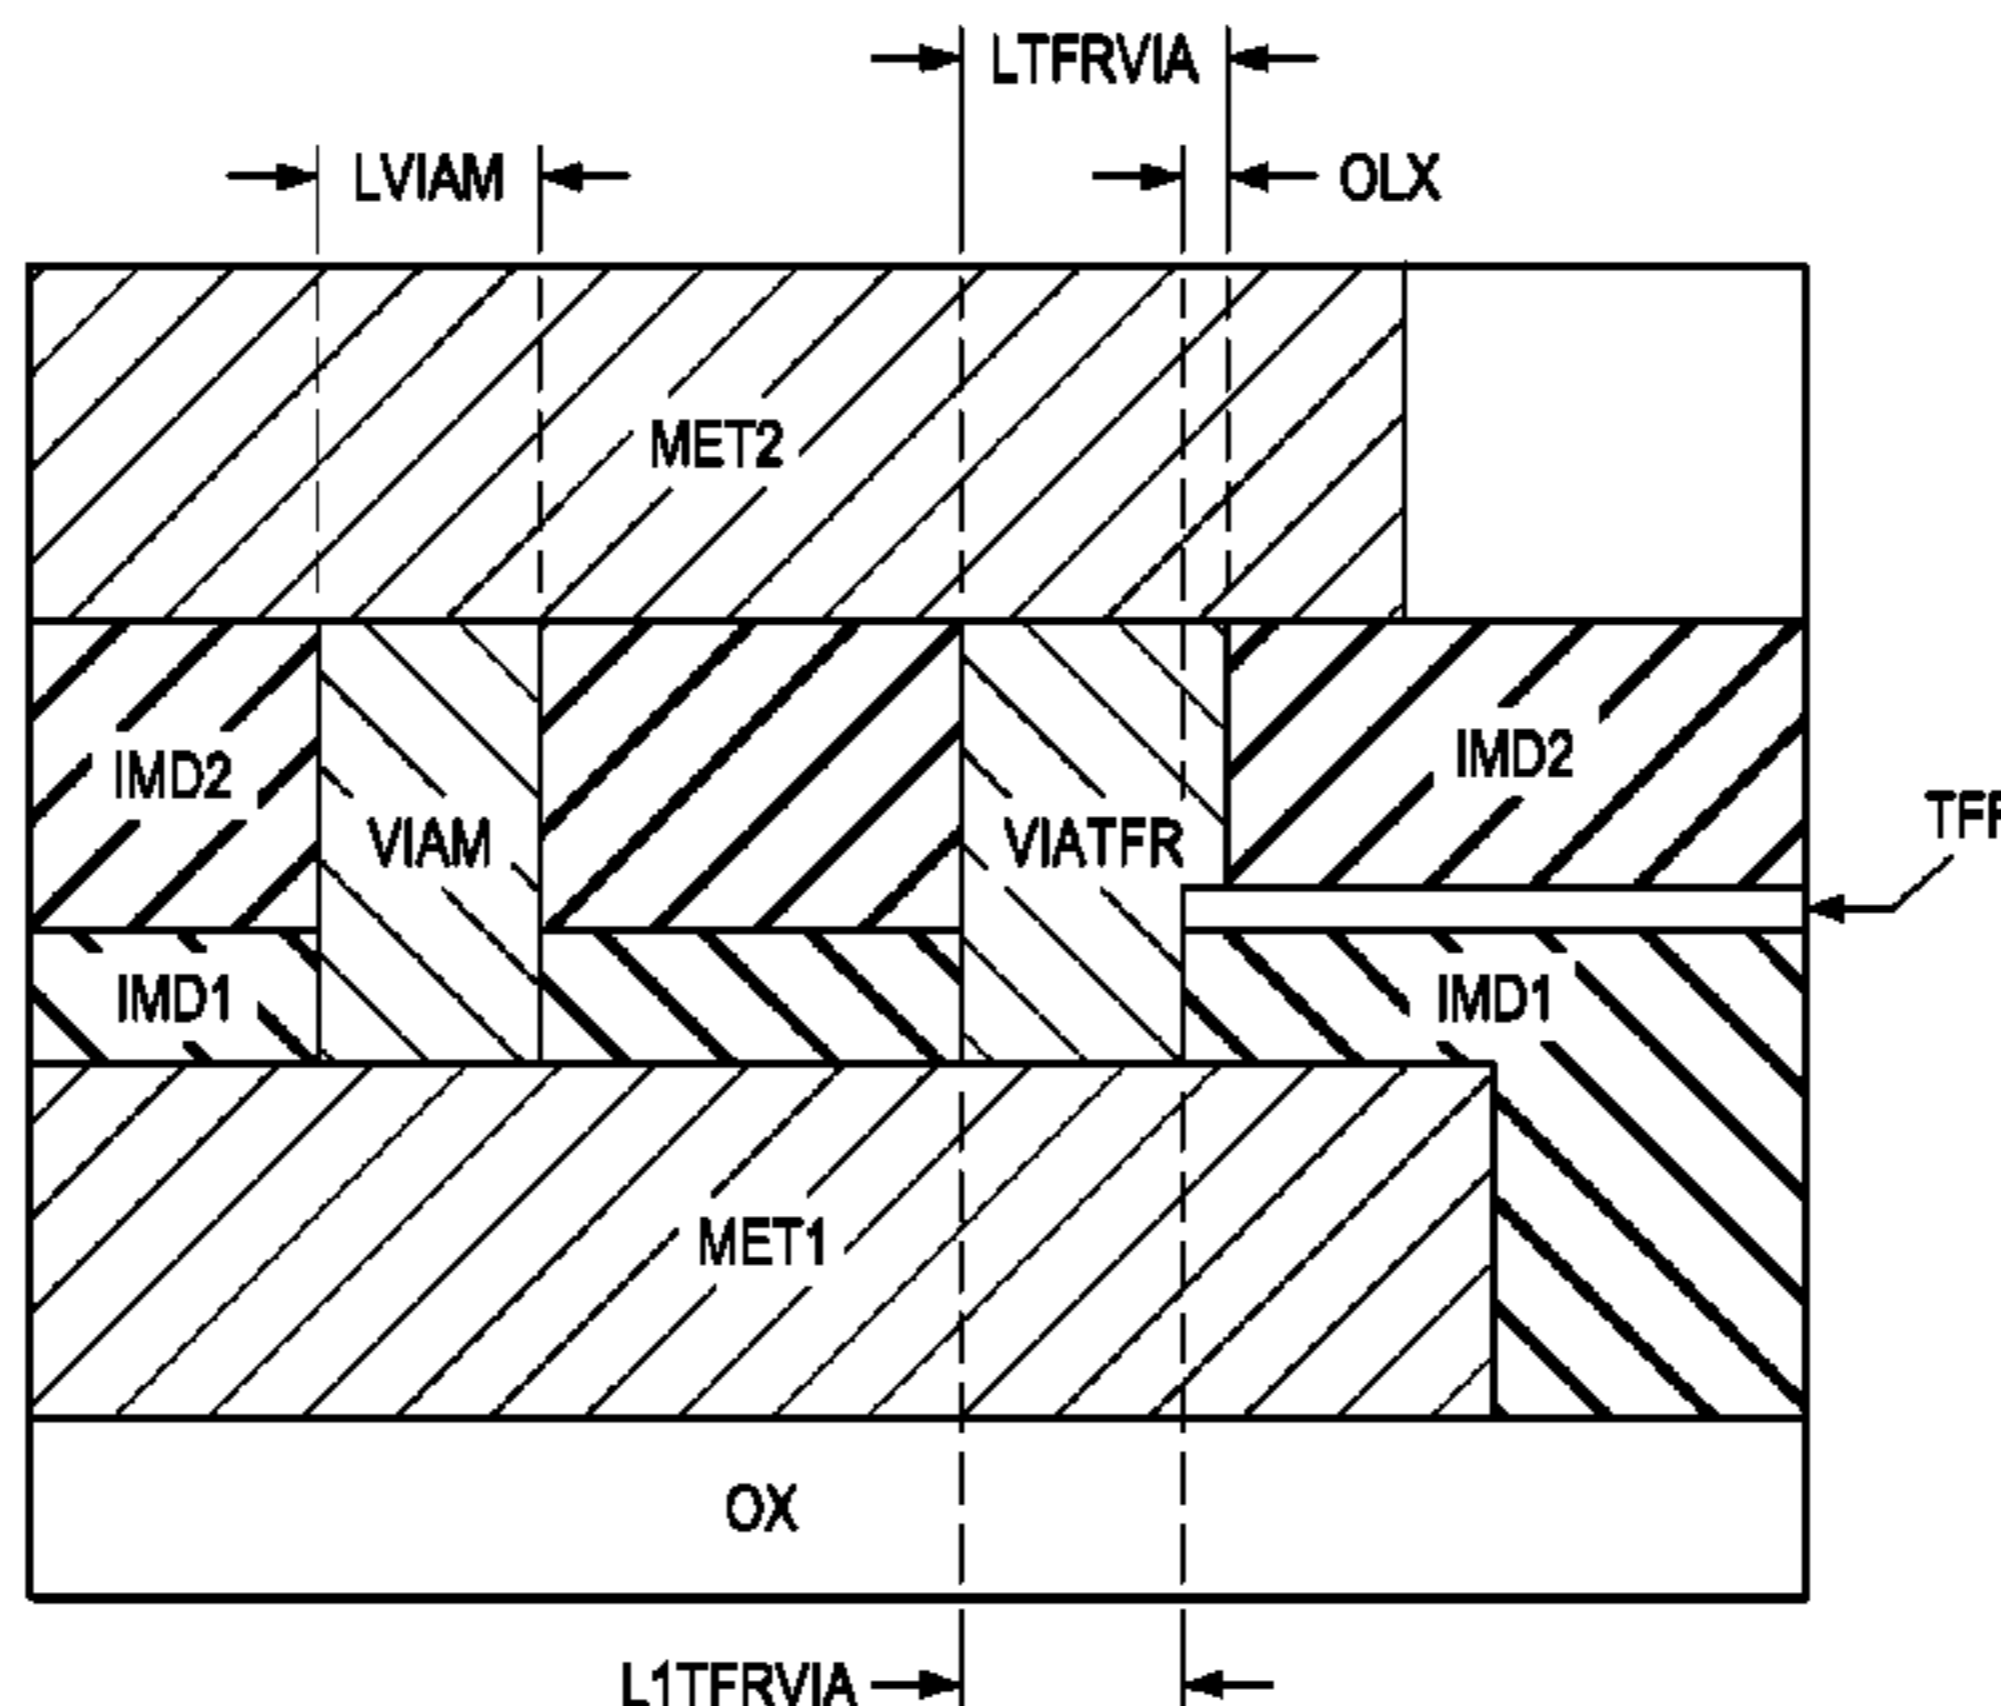 LTFRVIA
LVIAM
OLX
MET2
IMD2
IMD2
VIAM
VIATFR
IMD1
IMD1
MET1
OX
L1TFRVIA